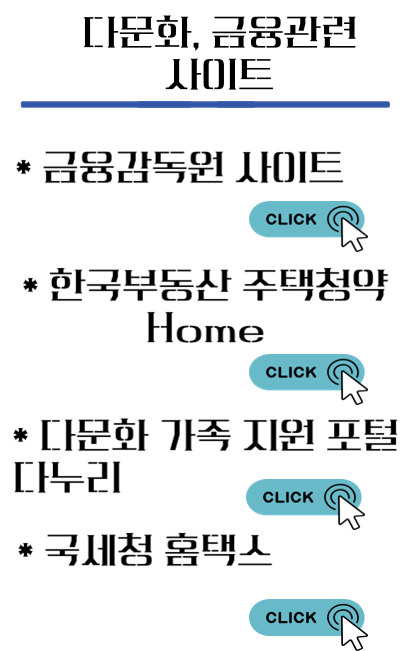 다문화, 금융관련
사이트
* 금융감독원 사이트
CLICK
* 한국부동산 주택청약
Home
CLICK
* 다문화 가족 지원 포털
다누리
CLICK
* 국세청 홈택스
CLICK